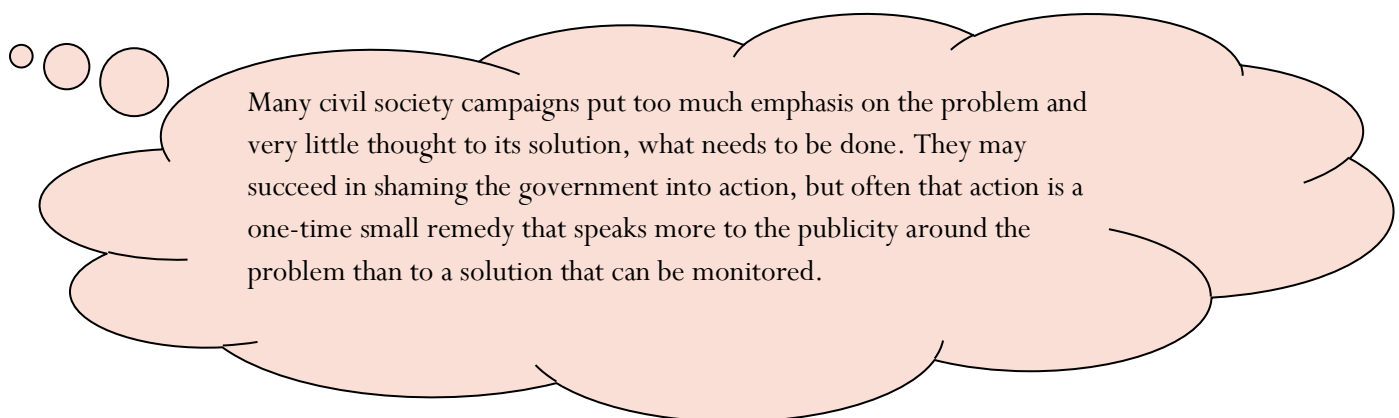 Many civil society campaigns put too much emphasis on the problem and
very little thought to its solution, what needs to be done. They may
succeed in shaming the government into action, but often that action is a
one-time small remedy that speaks more to the publicity around the
problem than to a solution that can be monitored.